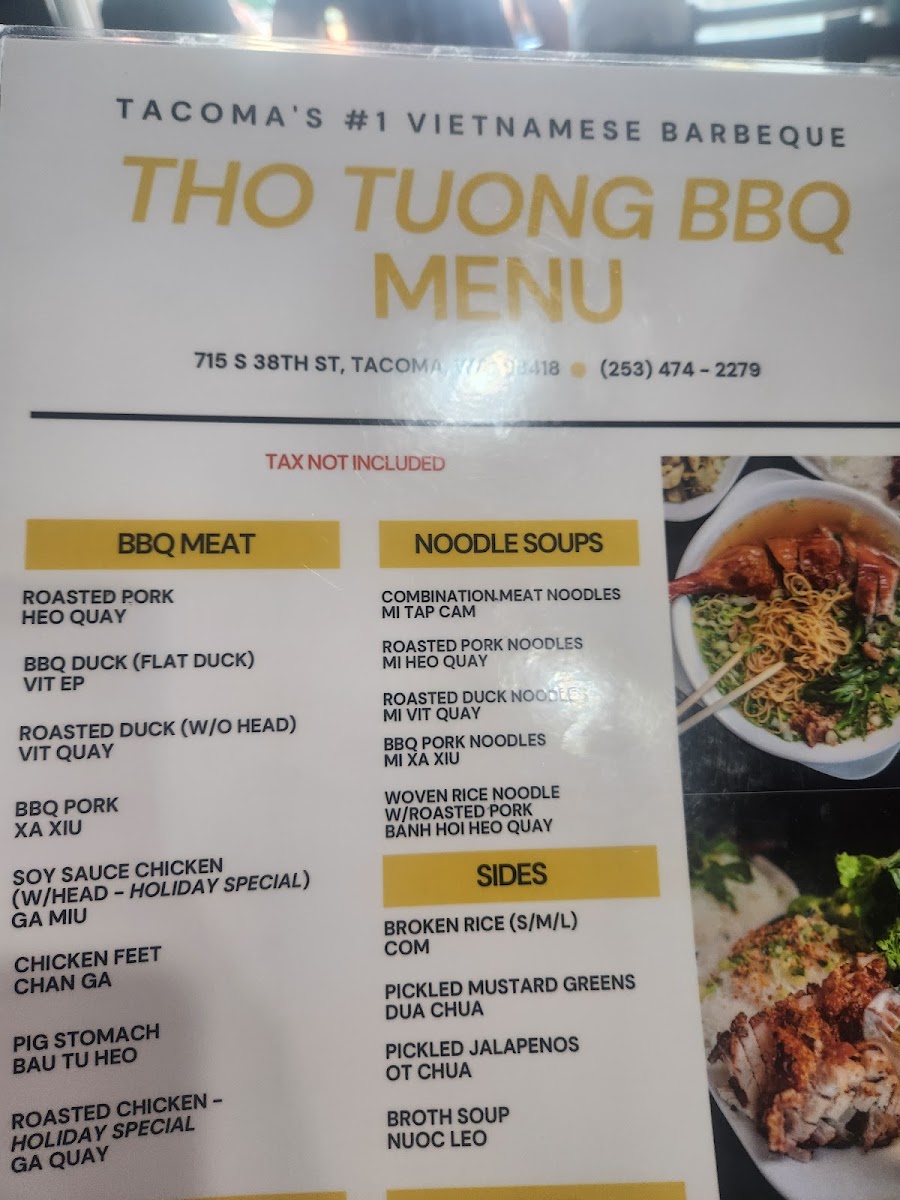 TACOMA'S #1 VIETNAMESE BARBEQUE
THO TUONG BBQ
MENU
715 S 38TH ST, TACOMA, WA 98418 • (253) 474 - 2279
TAX NOT INCLUDED
BBQ MEAT
ROASTED PORK
HEO QUAY
BBQ DUCK (FLAT DUCK)
VIT EP
ROASTED DUCK (W/O HEAD)
VIT QUAY
BBQ PORK
XA XIU
SOY SAUCE CHICKEN
(W/HEAD - HOLIDAY SPECIAL)
GA MIU
CHICKEN FEET
CHAN GA
PIG STOMACH
BAU TU HEO
ROASTED CHICKEN -
HOLIDAY SPECIAL
GA QUAY
NOODLE SOUPS
COMBINATION MEAT NOODLES
MI TAP CAM
ROASTED PORK NOODLES
MI HEO QUAY
ROASTED DUCK NOODLES
MI VIT QUAY
BBQ PORK NOODLES
MI XA XIU
WOVEN RICE NOODLE
W/ROASTED PORK
BANH HOI HEO QUAY
SIDES
BROKEN RICE (S/M/L)
COM
PICKLED MUSTARD GREENS
DUA CHUA
PICKLED JALAPENOS
OT CHUA
BROTH SOUP
NUOC LEO